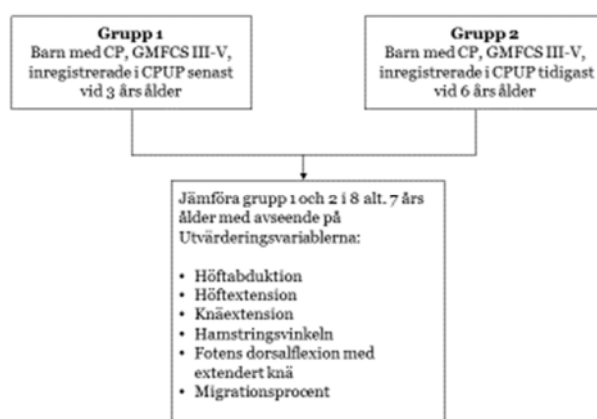 Grupp 1
Barn med CP, GMFCS III-V,
inregistrerade i CPUP senast
vid 3 års ålder
Grupp 2
Barn med CP, GMFCS III-V,
inregistrerade i CPUP tidigast
vid 6 års ålder
Jämföra grupp 1 och 2 i 8 alt. 7 års
ålder med avseende på
Utvärderingsvariablerna:
• Höftabduktion
• Höftextension
• Knäextension
• Hamstringsvinkeln
• Fotens dorsalflexion med
extendert knä
• Migrationsprocent